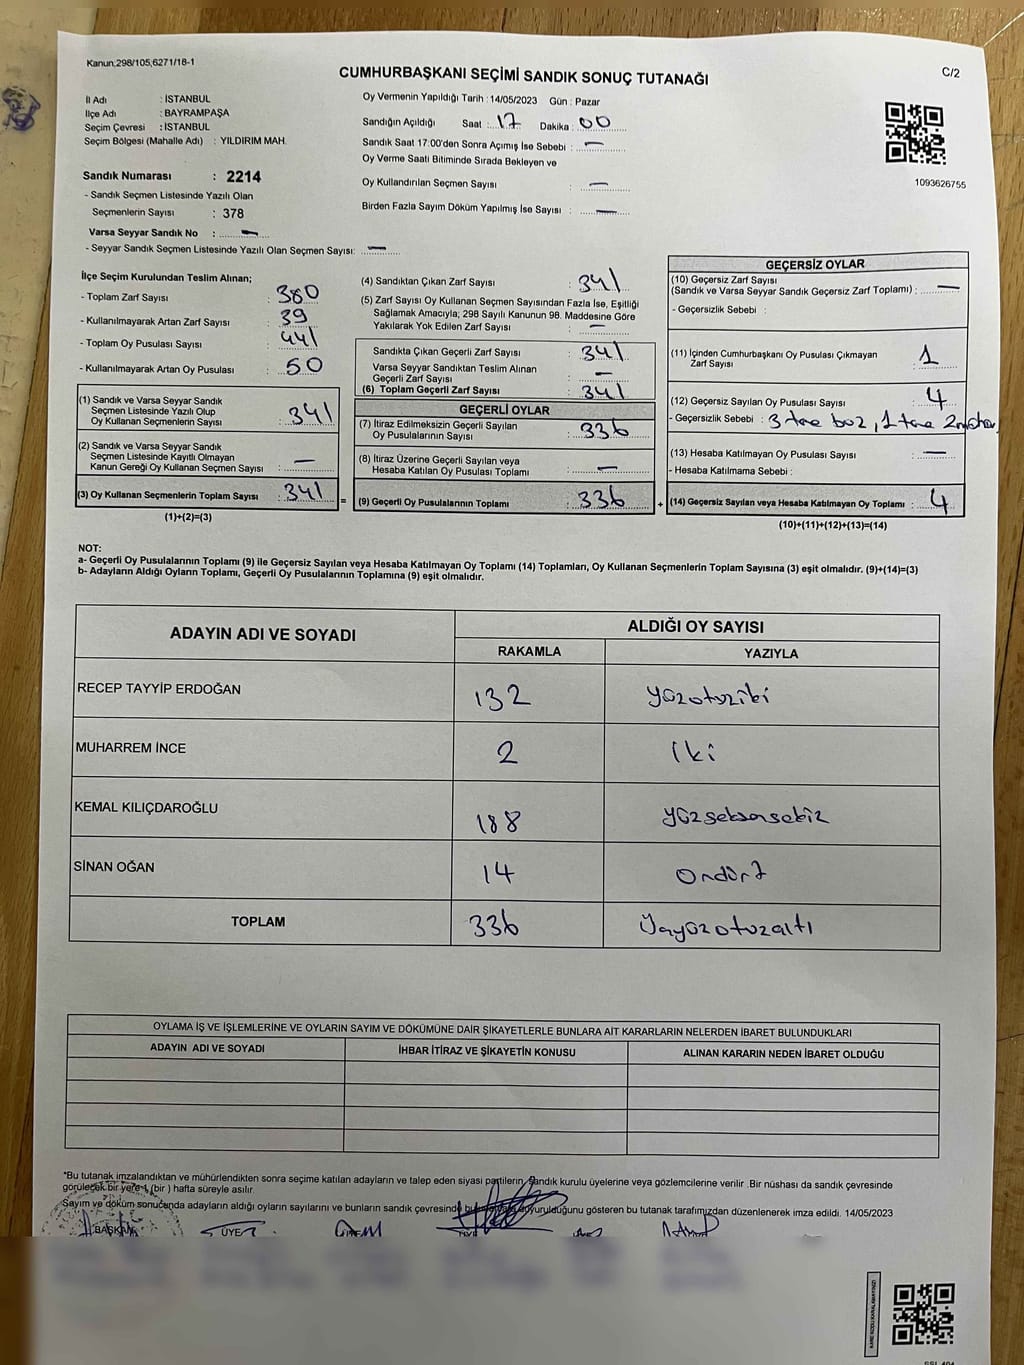 Kanun;298/105,6271/18-1
CUMHURBAŞKANI SEÇİMİ SANDIK SONUÇ TUTANAĞI
C/2
İl Adı : İSTANBUL
İlçe Adı : BAYRAMPAŞA
Seçim Çevresi : İSTANBUL
Seçim Bölgesi (Mahalle Adı) : YILDIRIM MAH.
Oy Vermenin Yapıldığı Tarih : 14/05/2023 Gün : Pazar
Sandığın Açıldığı Saat : 17 Dakika : 00
Sandık Saat 17:00'den Sonra Açımış İse Sebebi : —
Oy Verme Saati Bitiminde Sırada Bekleyen ve
Oy Kullandırılan Seçmen Sayısı : —
Birden Fazla Sayım Döküm Yapılmış İse Sayısı : —
1093626755
Sandık Numarası : 2214
- Sandık Seçmen Listesinde Yazılı Olan
Seçmenlerin Sayısı : 378
Varsa Seyyar Sandık No : —
- Seyyar Sandık Seçmen Listesinde Yazılı Olan Seçmen Sayısı: —
İlçe Seçim Kurulundan Teslim Alınan;
- Toplam Zarf Sayısı : 380
- Kullanılmayarak Artan Zarf Sayısı : 39
- Toplam Oy Pusulası Sayısı : 441
- Kullanılmayarak Artan Oy Pusulası : 50
(1) Sandık ve Varsa Seyyar Sandık
Seçmen Listesinde Yazılı Olup
Oy Kullanan Seçmenlerin Sayısı : 341
(2) Sandık ve Varsa Seyyar Sandık
Seçmen Listesinde Kayıtlı Olmayan
Kanun Gereği Oy Kullanan Seçmen Sayısı : —
(3) Oy Kullanan Seçmenlerin Toplam Sayısı : 341
(1)+(2)=(3)
(4) Sandıktan Çıkan Zarf Sayısı : 341
(5) Zarf Sayısı Oy Kullanan Seçmen Sayısından Fazla İse, Eşitliği
Sağlamak Amacıyla; 298 Sayılı Kanunun 98. Maddesine Göre
Yakılarak Yok Edilen Zarf Sayısı : —
Sandıkta Çıkan Geçerli Zarf Sayısı : 341
Varsa Seyyar Sandıktan Teslim Alınan
Geçerli Zarf Sayısı : —
(6) Toplam Geçerli Zarf Sayısı : 341
GEÇERLİ OYLAR
(7) İtiraz Edilmeksizin Geçerli Sayılan
Oy Pusulalarının Sayısı : 336
(8) İtiraz Üzerine Geçerli Sayılan veya
Hesaba Katılan Oy Pusulası Toplamı : —
= (9) Geçerli Oy Pusulalarının Toplamı : 336 +
GEÇERSİZ OYLAR
(10) Geçersiz Zarf Sayısı
(Sandık ve Varsa Seyyar Sandık Geçersiz Zarf Toplamı) : —
- Geçersizlik Sebebi :
(11) İçinden Cumhurbaşkanı Oy Pusulası Çıkmayan
Zarf Sayısı : 1
(12) Geçersiz Sayılan Oy Pusulası Sayısı : 4
- Geçersizlik Sebebi : 3 tane boz, 1 tane
(13) Hesaba Katılmayan Oy Pusulası Sayısı : —
- Hesaba Katılmama Sebebi :
(14) Geçersiz Sayılan veya Hesaba Katılmayan Oy Toplamı : 4
(10)+(11)+(12)+(13)=(14)
NOT:
a- Geçerli Oy Pusulalarının Toplamı (9) ile Geçersiz Sayılan veya Hesaba Katılmayan Oy Toplamı (14) Toplamları, Oy Kullanan Seçmenlerin Toplam Sayısına (3) eşit olmalıdır. (9)+(14)=(3)
b- Adayların Aldığı Oyların Toplamı, Geçerli Oy Pusulalarının Toplamına (9) eşit olmalıdır.
ADAYIN ADI VE SOYADI ALDIĞI OY SAYISI
RAKAMLA YAZIYLA
RECEP TAYYİP ERDOĞAN 132 yüzotuziki
MUHARREM İNCE 2 iki
KEMAL KILIÇDAROĞLU 188 yüzseksensekiz
SİNAN OĞAN 14 ondört
TOPLAM 336 Üçyüzotuzaltı
OYLAMA İŞ VE İŞLEMLERİNE VE OYLARIN SAYIM VE DÖKÜMÜNE DAİR ŞİKAYETLERLE BUNLARA AİT KARARLARIN NELERDEN İBARET BULUNDUKLARI
ADAYIN ADI VE SOYADI İHBAR İTİRAZ VE ŞİKAYETİN KONUSU ALINAN KARARIN NEDEN İBARET OLDUĞU
*Bu tutanak imzalandıktan ve mühürlendikten sonra seçime katılan adayların ve talep eden siyasi partilerin, Sandık kurulu üyelerine veya gözlemcilerine verilir .Bir nüshası da sandık çevresinde
görülecek bir yere 1 (bir ) hafta süreyle asılır.
Sayım ve döküm sonucunda adayların aldığı oyların sayılarını ve bunların sandık çevresinde duyurulduğunu gösteren bu tutanak tarafımızdan düzenlenerek imza edildi. 14/05/2023
BAŞKAN ÜYE